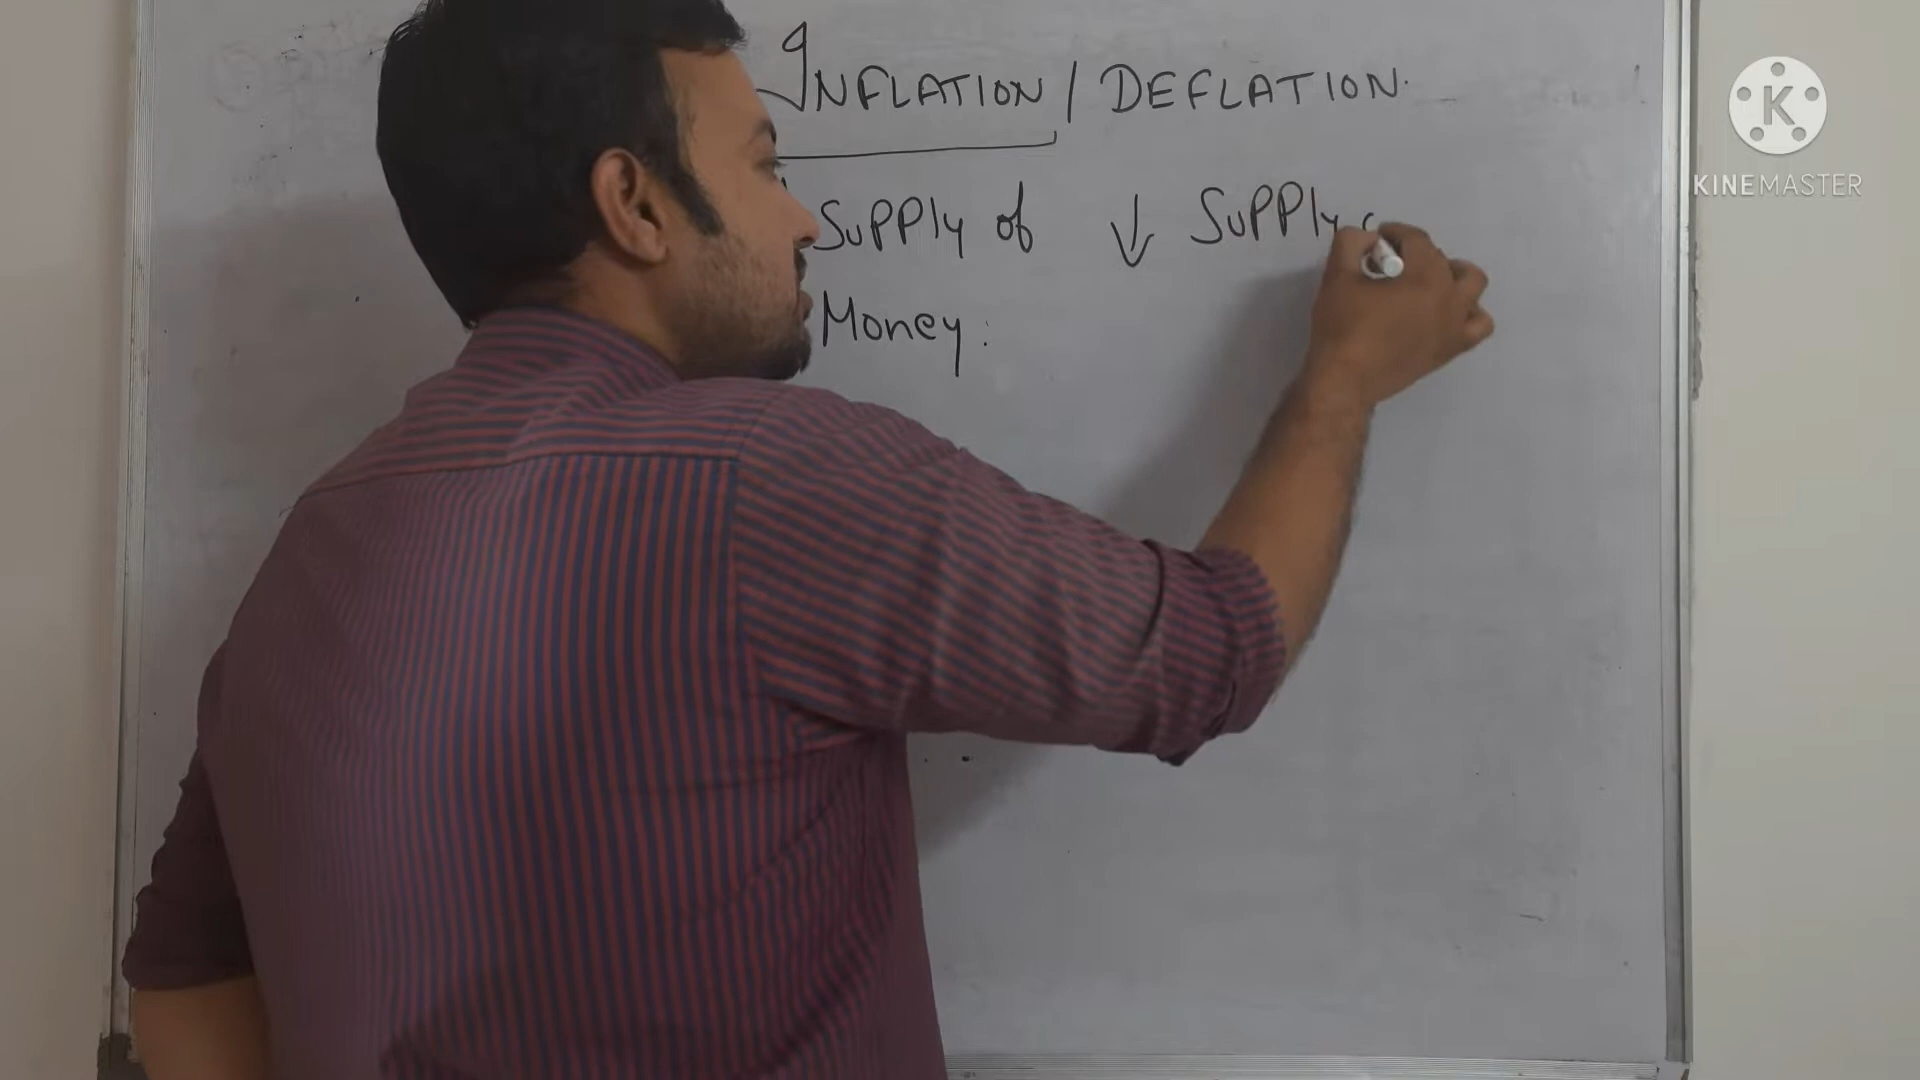 INFLATION / DEFLATION.
Supply of ↓ Supply
Money:
KINEMASTER